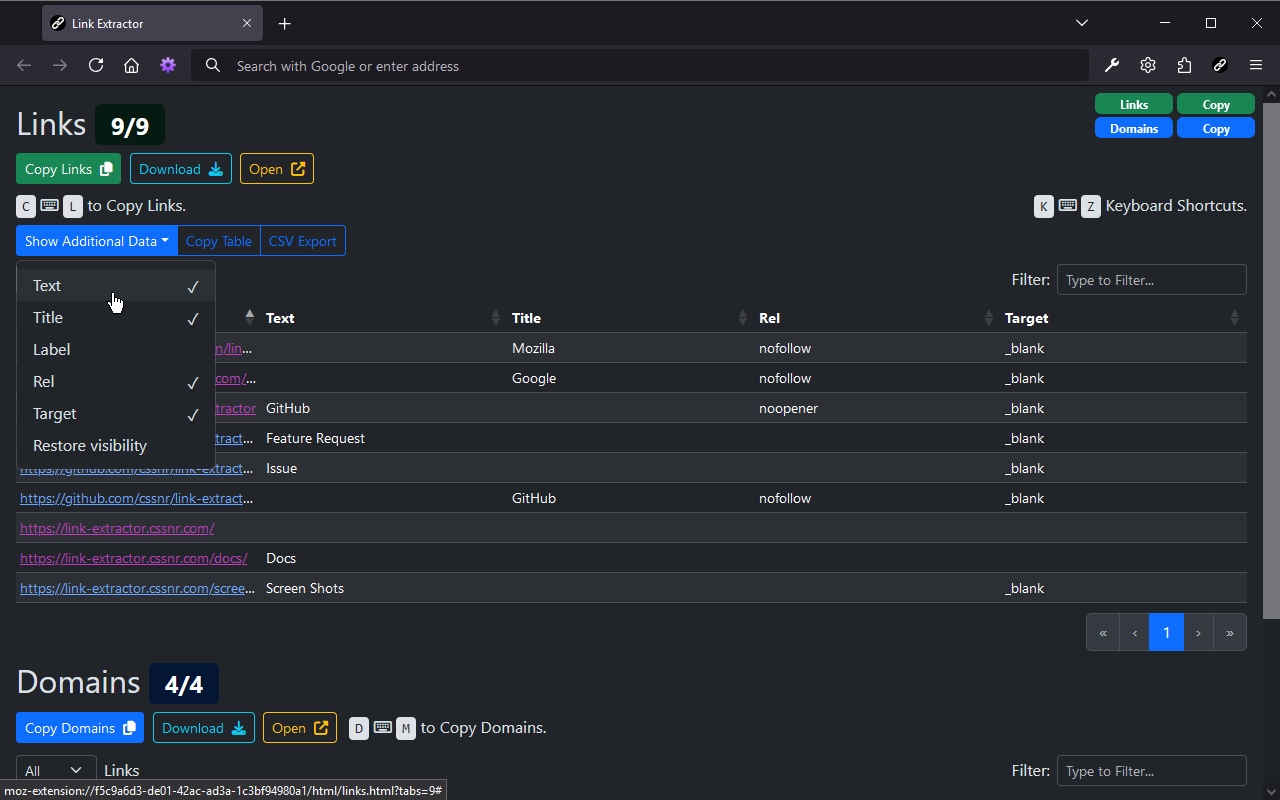 Link Extractor
Search with Google or enter address
Links 9/9
Links Copy
Domains Copy
Copy Links Download Open
C L to Copy Links.
K Z Keyboard Shortcuts.
Show Additional Data Copy Table CSV Export
Filter: Type to Filter...
Text
Title
Label
Rel
Target
Restore visibility
Text Title Rel Target
n/lin... Mozilla nofollow _blank
com/... Google nofollow _blank
tractor GitHub noopener _blank
tract... Feature Request _blank
https://github.com/cssnr/link-extract... Issue _blank
https://github.com/cssnr/link-extract... GitHub nofollow _blank
https://link-extractor.cssnr.com/
https://link-extractor.cssnr.com/docs/ Docs
https://link-extractor.cssnr.com/scree... Screen Shots _blank
« ‹ 1 › »
Domains 4/4
Copy Domains Download Open D M to Copy Domains.
All Links
Filter: Type to Filter...
moz-extension://f5c9a6d3-de01-42ac-ad3a-1c3bf94980a1/html/links.html?tabs=9#